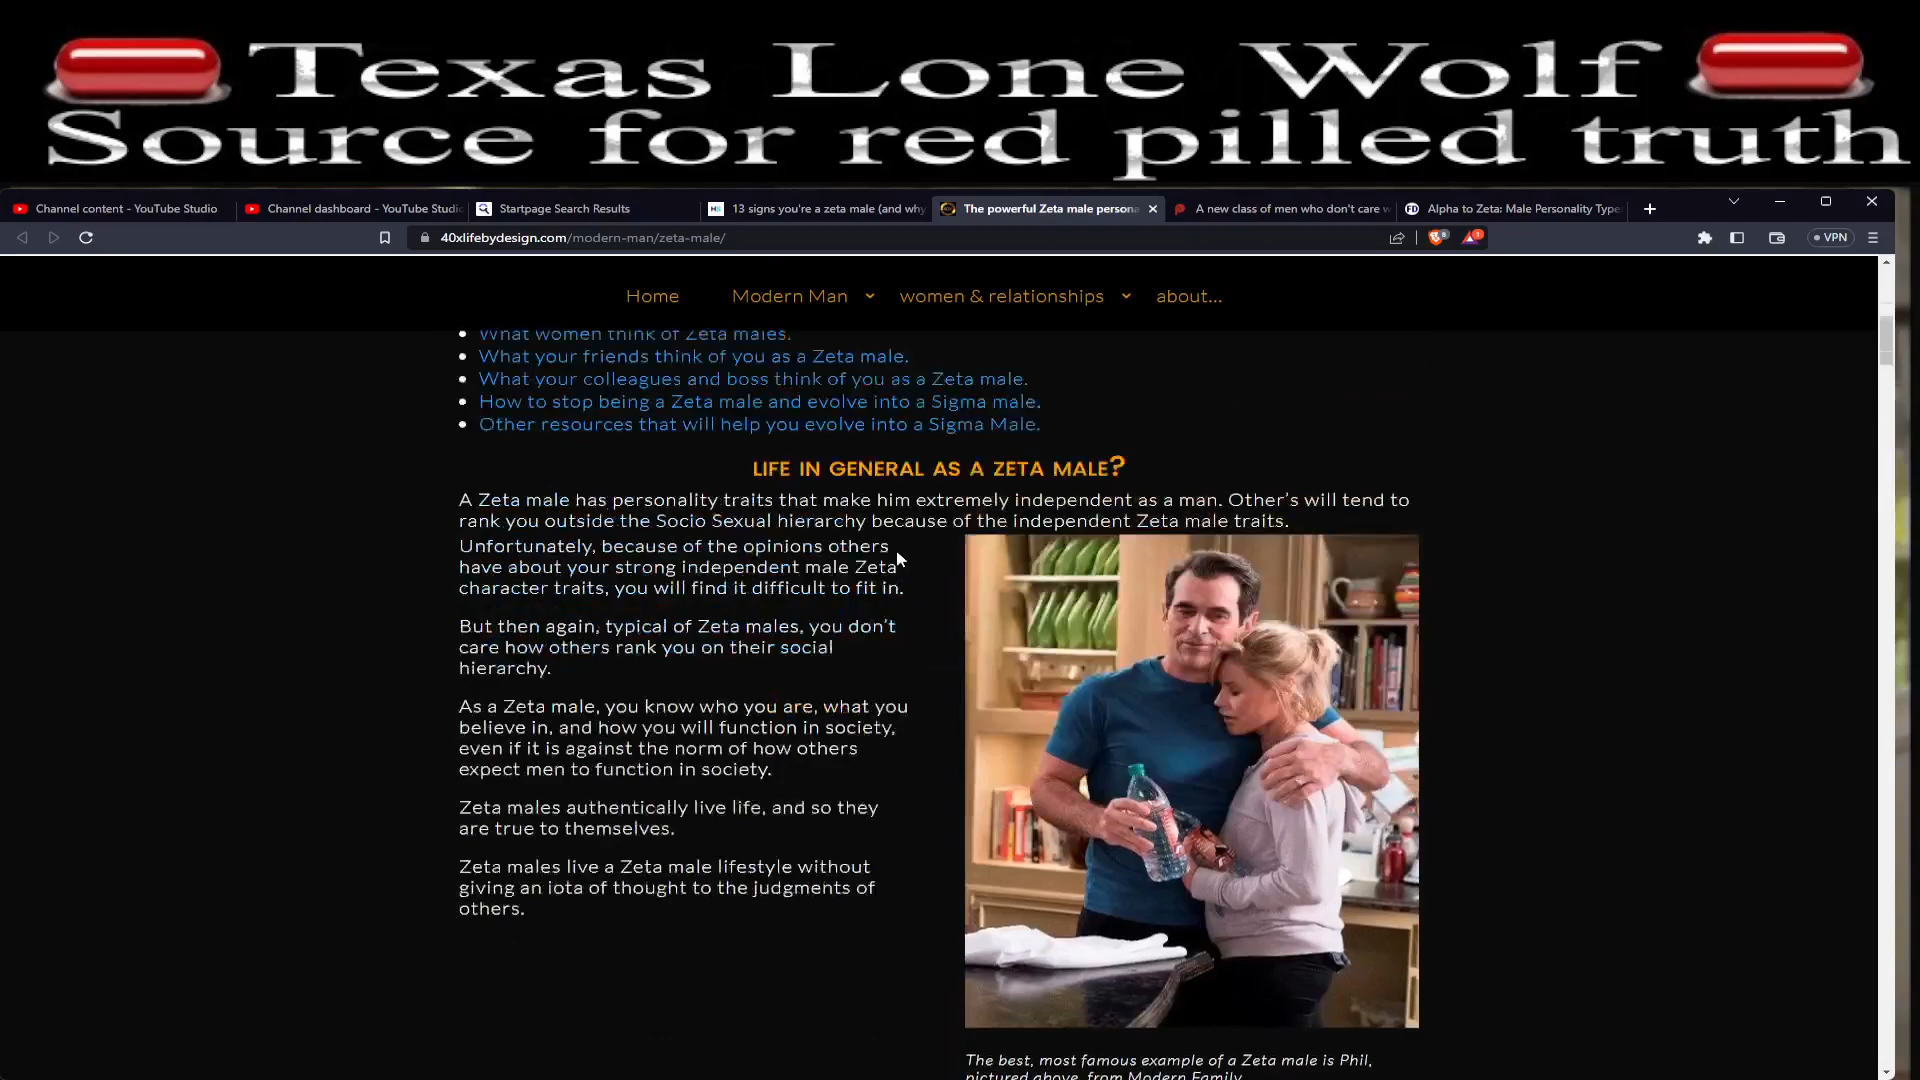 Texas Lone Wolf
Source for red pilled truth
Channel content - YouTube Studio
Channel dashboard - YouTube Studio
Startpage Search Results
13 signs you're a zeta male (and why
The powerful Zeta male persona
A new class of men who don't care w
Alpha to Zeta: Male Personality Type
40xlifebydesign.com/modern-man/zeta-male/
VPN
Home
Modern Man
women & relationships
about...
What women think of Zeta males.
What your friends think of you as a Zeta male.
What your colleagues and boss think of you as a Zeta male.
How to stop being a Zeta male and evolve into a Sigma male.
Other resources that will help you evolve into a Sigma Male.
LIFE IN GENERAL AS A ZETA MALE?
A Zeta male has personality traits that make him extremely independent as a man. Other's will tend to
rank you outside the Socio Sexual hierarchy because of the independent Zeta male traits.
Unfortunately, because of the opinions others
have about your strong independent male Zeta
character traits, you will find it difficult to fit in.
But then again, typical of Zeta males, you don't
care how others rank you on their social
hierarchy.
As a Zeta male, you know who you are, what you
believe in, and how you will function in society,
even if it is against the norm of how others
expect men to function in society.
Zeta males authentically live life, and so they
are true to themselves.
Zeta males live a Zeta male lifestyle without
giving an iota of thought to the judgments of
others.
The best, most famous example of a Zeta male is Phil,
pictured above, from Modern Family